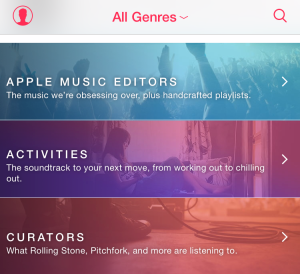 All Genres
APPLE MUSIC EDITORS
The music we're obsessing over, plus handcrafted playlists.
ACTIVITIES
The soundtrack to your next move, from working out to chilling
out.
CURATORS
What Rolling Stone, Pitchfork, and more are listening to.